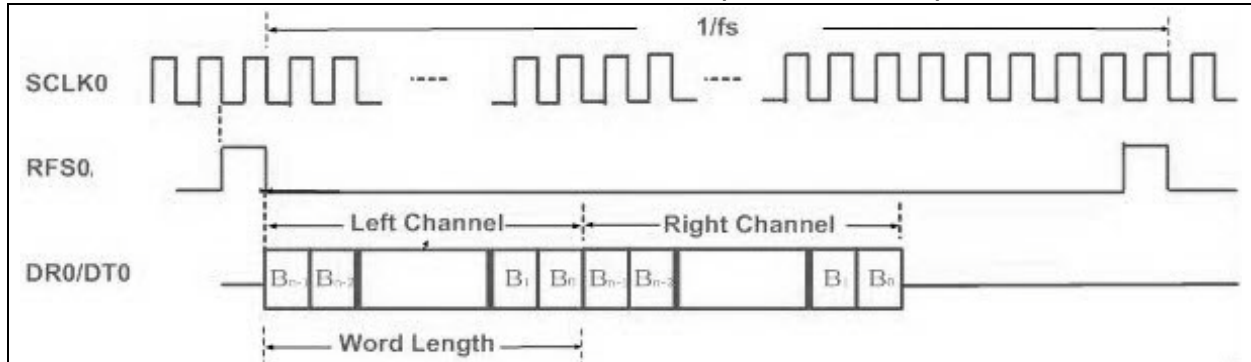 1/fs
SCLK0
RFS0.
Left Channel Right Channel
DR0/DT0 Bn-1 Bn-2 B1 B0 Bn-1 Bn-2 B1 B0
Word Length